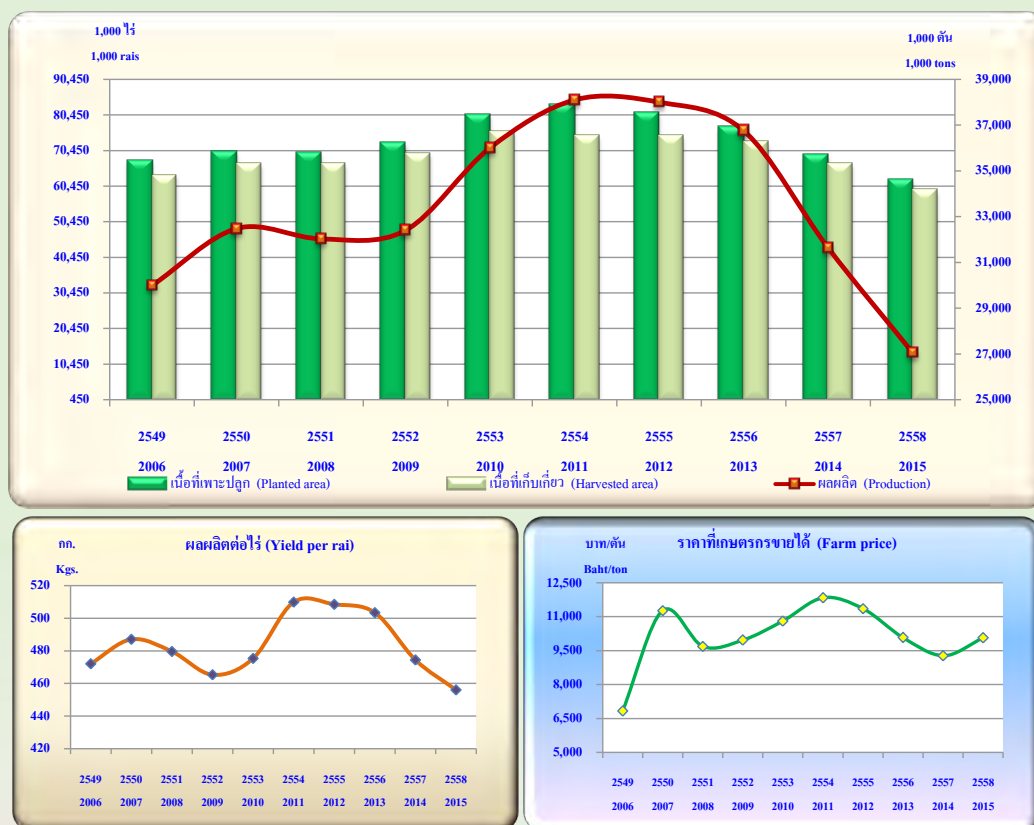 1,000 ไร่
1,000 rais
1,000 ตัน
1,000 tons
90,450
80,450
70,450
60,450
50,450
40,450
30,450
20,450
10,450
450
39,000
37,000
35,000
33,000
31,000
29,000
27,000
25,000
2549 2550 2551 2552 2553 2554 2555 2556 2557 2558
2006 2007 2008 2009 2010 2011 2012 2013 2014 2015
เนื้อที่เพาะปลูก (Planted area) เนื้อที่เก็บเกี่ยว (Harvested area) ผลผลิต (Production)
กก. ผลผลิตต่อไร่ (Yield per rai)
Kgs.
520
500
480
460
440
420
2549 2550 2551 2552 2553 2554 2555 2556 2557 2558
2006 2007 2008 2009 2010 2011 2012 2013 2014 2015
บาท/ตัน ราคาที่เกษตรกรขายได้ (Farm price)
Baht/ton
12,500
11,000
9,500
8,000
6,500
5,000
2549 2550 2551 2552 2553 2554 2555 2556 2557 2558
2006 2007 2008 2009 2010 2011 2012 2013 2014 2015